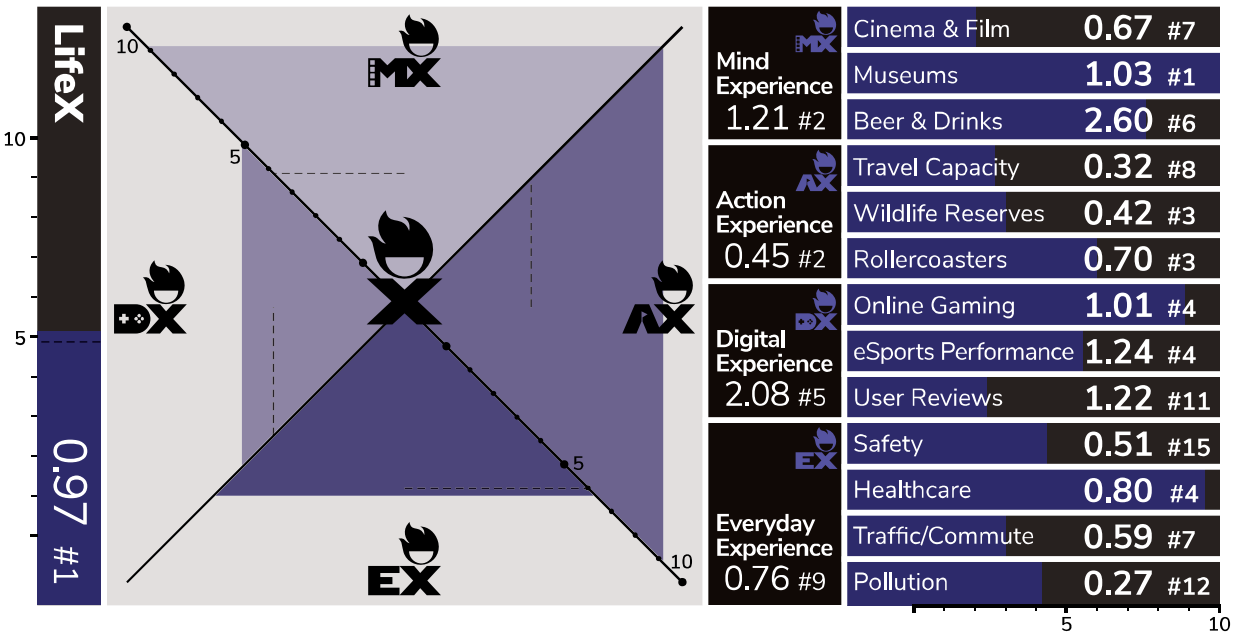 LifeX
0.97 #1
10
5
10
5
5
10
MX
DX
X
AX
EX
MX
Mind
Experience
1.21 #2
AX
Action
Experience
0.45 #2
DX
Digital
Experience
2.08 #5
EX
Everyday
Experience
0.76 #9
Cinema & Film 0.67 #7
Museums 1.03 #1
Beer & Drinks 2.60 #6
Travel Capacity 0.32 #8
Wildlife Reserves 0.42 #3
Rollercoasters 0.70 #3
Online Gaming 1.01 #4
eSports Performance 1.24 #4
User Reviews 1.22 #11
Safety 0.51 #15
Healthcare 0.80 #4
Traffic/Commute 0.59 #7
Pollution 0.27 #12
5 10